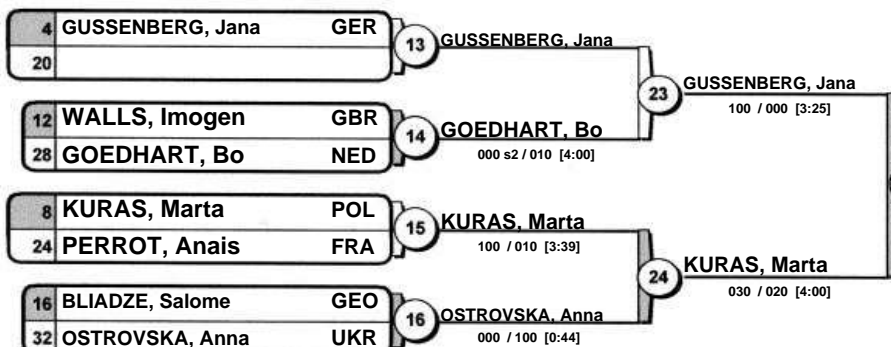 4 GUSSENBERG, Jana GER
20
13
GUSSENBERG, Jana
12 WALLS, Imogen GBR
28 GOEDHART, Bo NED
14
GOEDHART, Bo
000 s2 / 010 [4:00]
23
GUSSENBERG, Jana
100 / 000 [3:25]
8 KURAS, Marta POL
24 PERROT, Anais FRA
15
KURAS, Marta
100 / 010 [3:39]
16 BLIADZE, Salome GEO
32 OSTROVSKA, Anna UKR
16
OSTROVSKA, Anna
000 / 100 [0:44]
24
KURAS, Marta
030 / 020 [4:00]